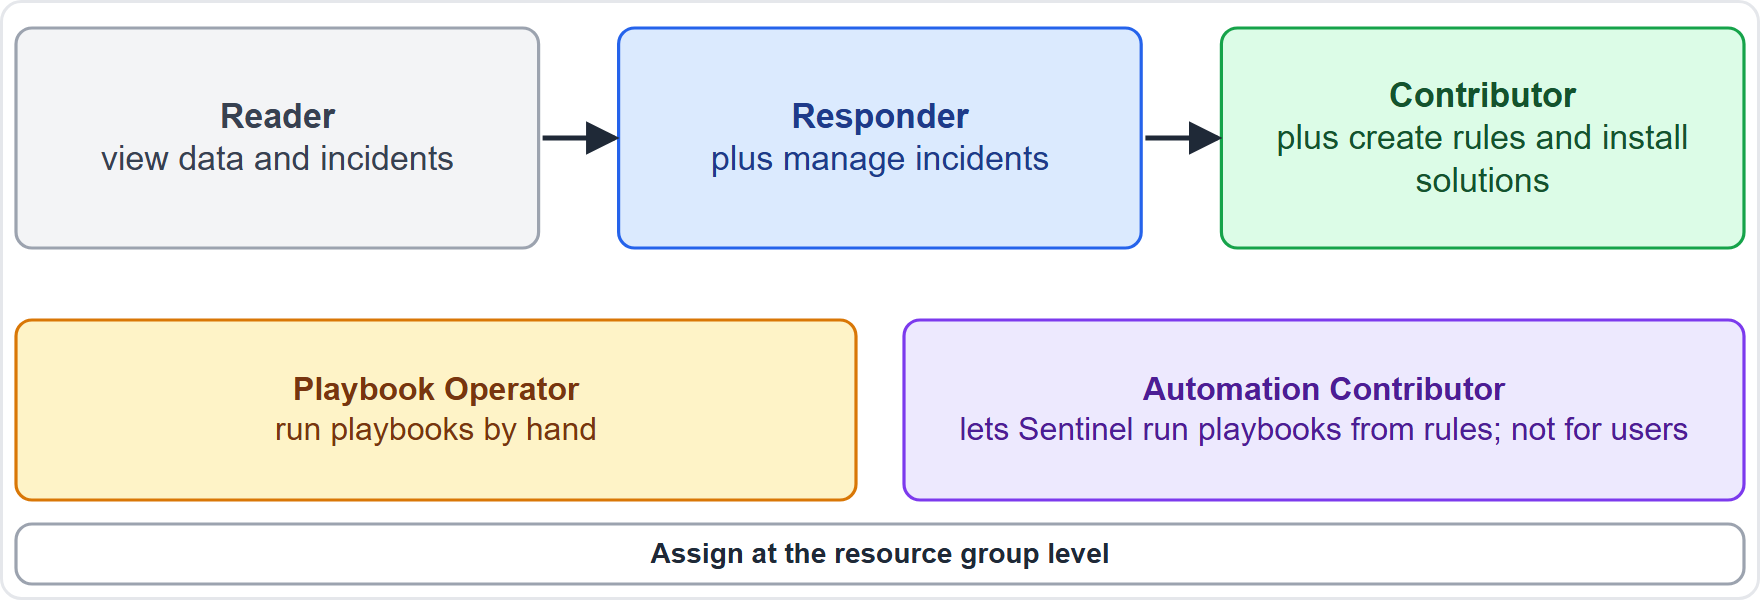 Reader
view data and incidents
Responder
plus manage incidents
Contributor
plus create rules and install
solutions
Playbook Operator
run playbooks by hand
Automation Contributor
lets Sentinel run playbooks from rules; not for users
Assign at the resource group level